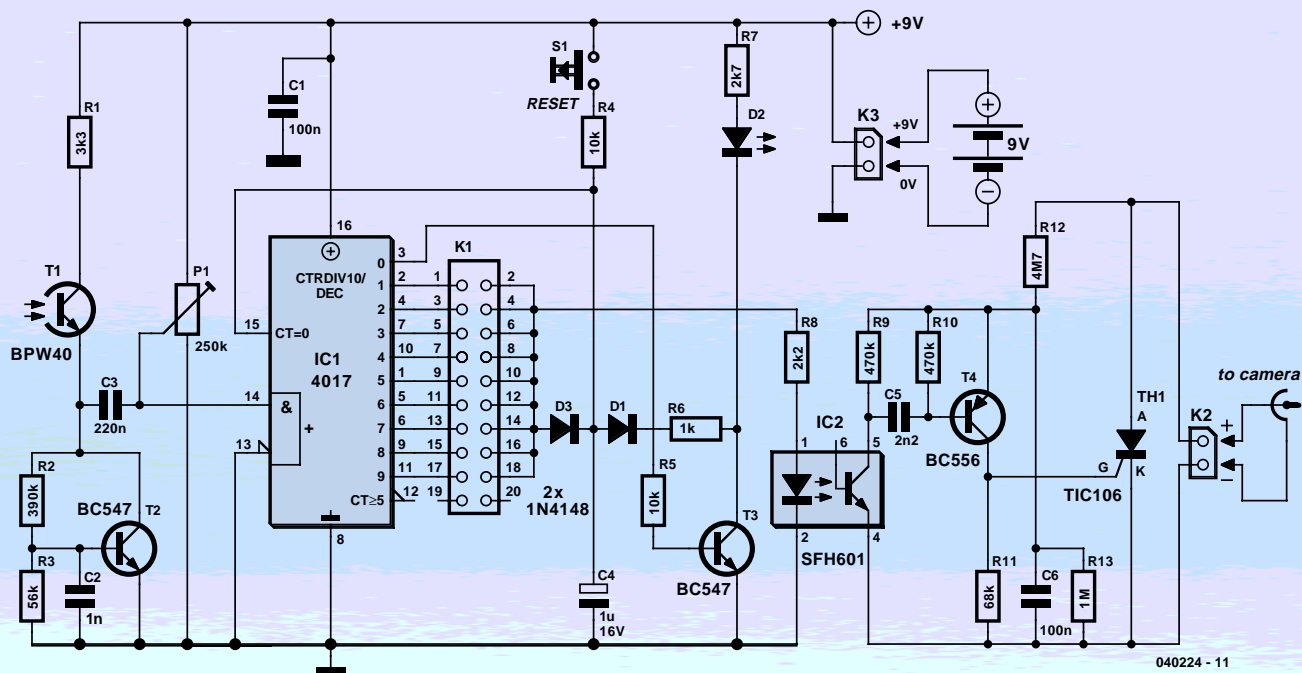 +9V
R7
2k7
S1
RESET
C1
100n
R1
3k3
R4
10k
D2
K3
+9V
0V
9V
R12
4M7
16
3
K1
T1
P1
CTRDIV10/
DEC
0
1
2
3
4
5
6
7
8
9
CT≥5
2
4
7
10
1
5
6
9
11
12
1
3
5
7
9
11
13
15
17
19
2
4
6
8
10
12
14
16
18
20
15
CT=0
250k
BPW40
IC1
4017
C3
220n
14
&
+
13
R8
2k2
R9
470k
R10
470k
T4
C5
2n2
BC556
to camera
TH1
A
G
K
TIC106
K2
+
–
D3
D1
R6
1k
2x
1N4148
R5
10k
IC2
1
6
5
2
4
SFH601
R2
390k
BC547
T2
R3
56k
C2
1n
8
T3
BC547
C4
1u
16V
R11
68k
C6
100n
R13
1M
040224 - 11